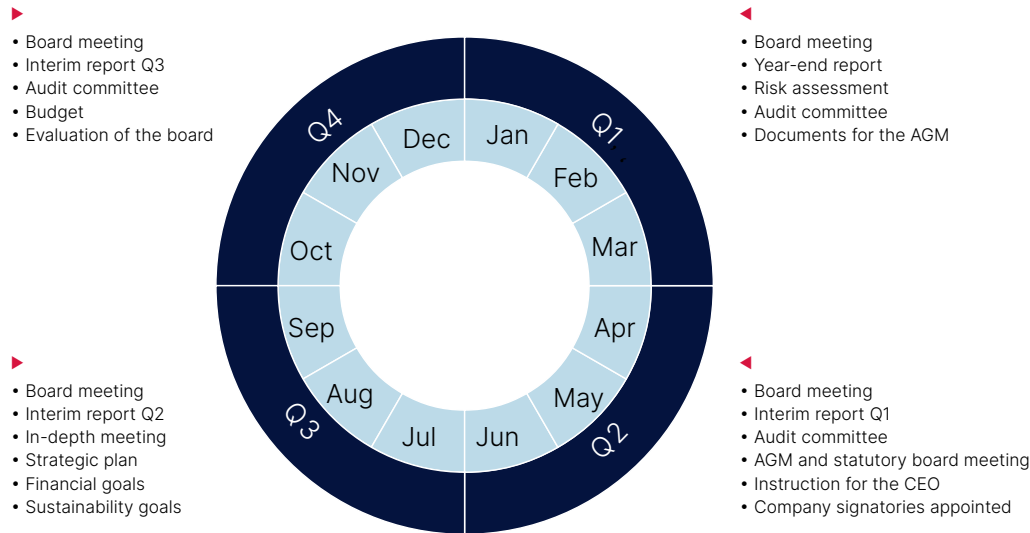 • Board meeting
• Interim report Q3
• Audit committee
• Budget
• Evaluation of the board
• Board meeting
• Year-end report
• Risk assessment
• Audit committee
• Documents for the AGM
Q4
Q1
Dec
Jan
Nov
Feb
Oct
Mar
Sep
Apr
Aug
May
Jul
Jun
Q3
Q2
• Board meeting
• Interim report Q2
• In-depth meeting
• Strategic plan
• Financial goals
• Sustainability goals
• Board meeting
• Interim report Q1
• Audit committee
• AGM and statutory board meeting
• Instruction for the CEO
• Company signatories appointed